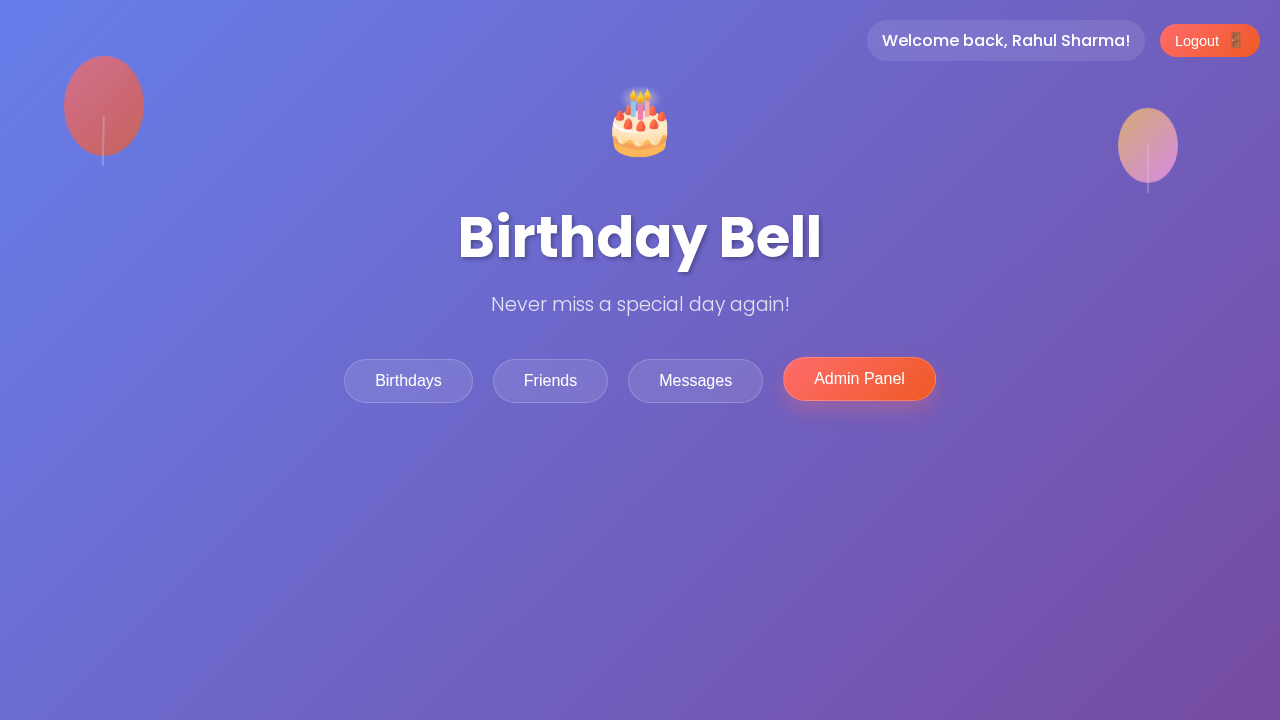 Welcome back, Rahul Sharma!
Logout
Birthday Bell
Never miss a special day again!
Birthdays
Friends
Messages
Admin Panel